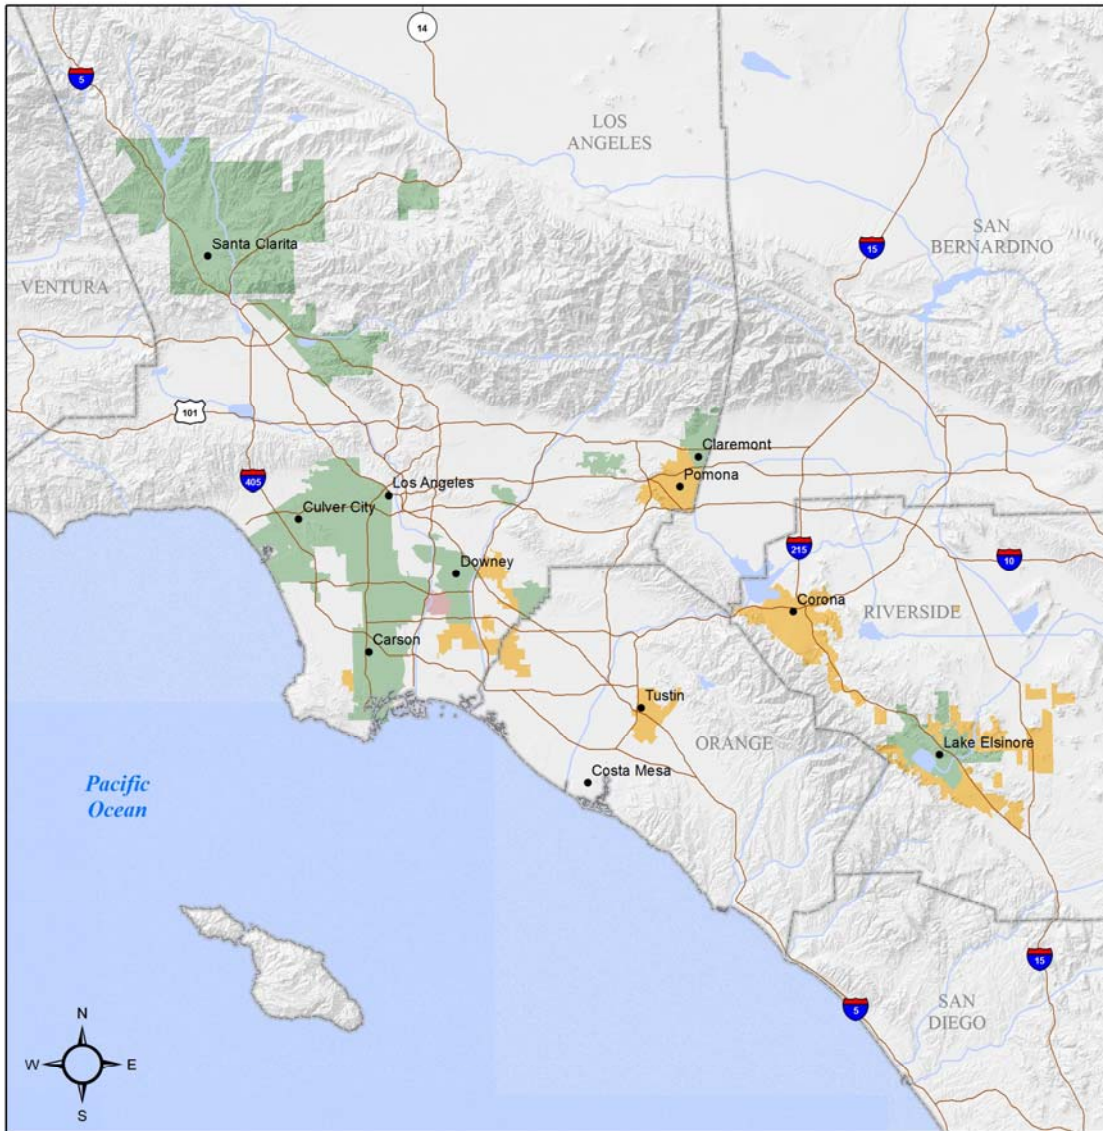 14
5
LOS
ANGELES
15
SAN
BERNARDINO
Santa Clarita
VENTURA
101
Claremont
405
Pomona
Los Angeles
Culver City
215
10
Downey
Corona
RIVERSIDE
Carson
Tustin
ORANGE
Lake Elsinore
Costa Mesa
Pacific
Ocean
15
SAN
DIEGO
5
N
W
E
S